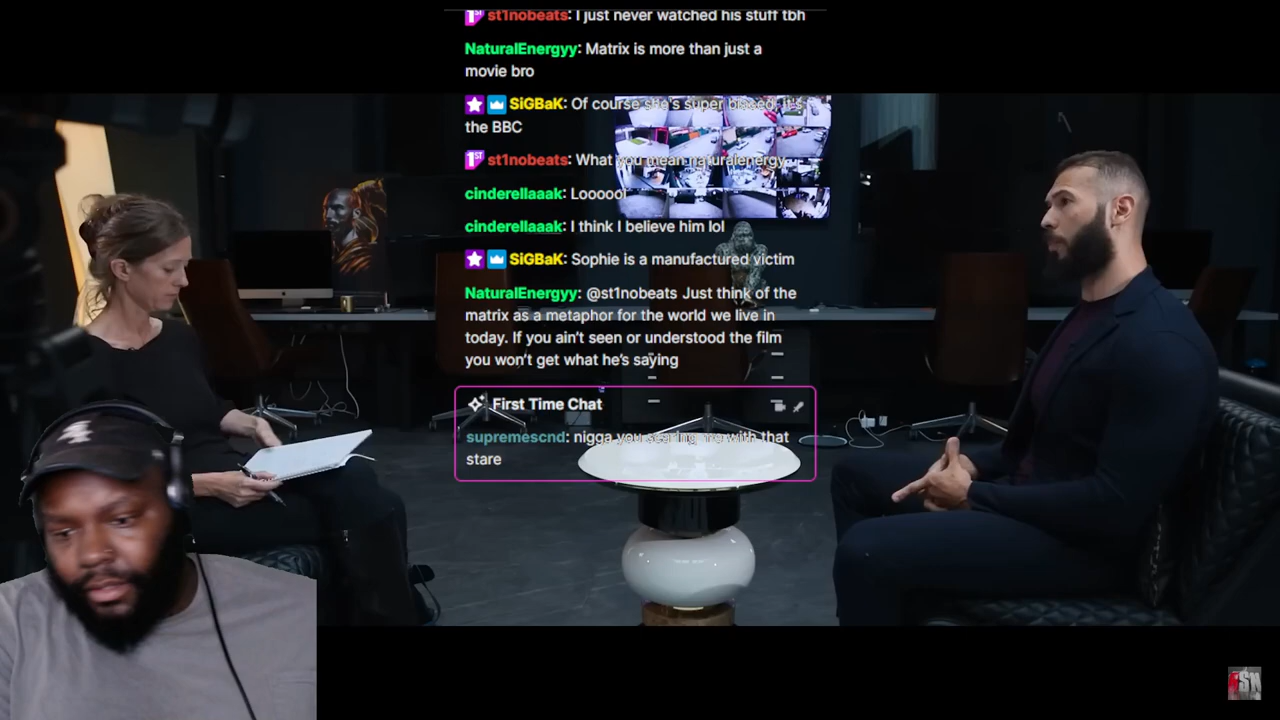 st1nobeats: I just never watched his stuff tbh
NaturalEnergyy: Matrix is more than just a
movie bro
SiGBaK: Of course she's super biased, it's
the BBC
1ST st1nobeats: What you mean naturalenergy
cinderellaaak: Loooool
cinderellaaak: I think I believe him lol
SiGBaK: Sophie is a manufactured victim
NaturalEnergyy: @st1nobeats Just think of the
matrix as a metaphor for the world we live in
today. If you ain't seen or understood the film
you won't get what he's saying
First Time Chat
supremescnd: nigga you scaring me with that
stare